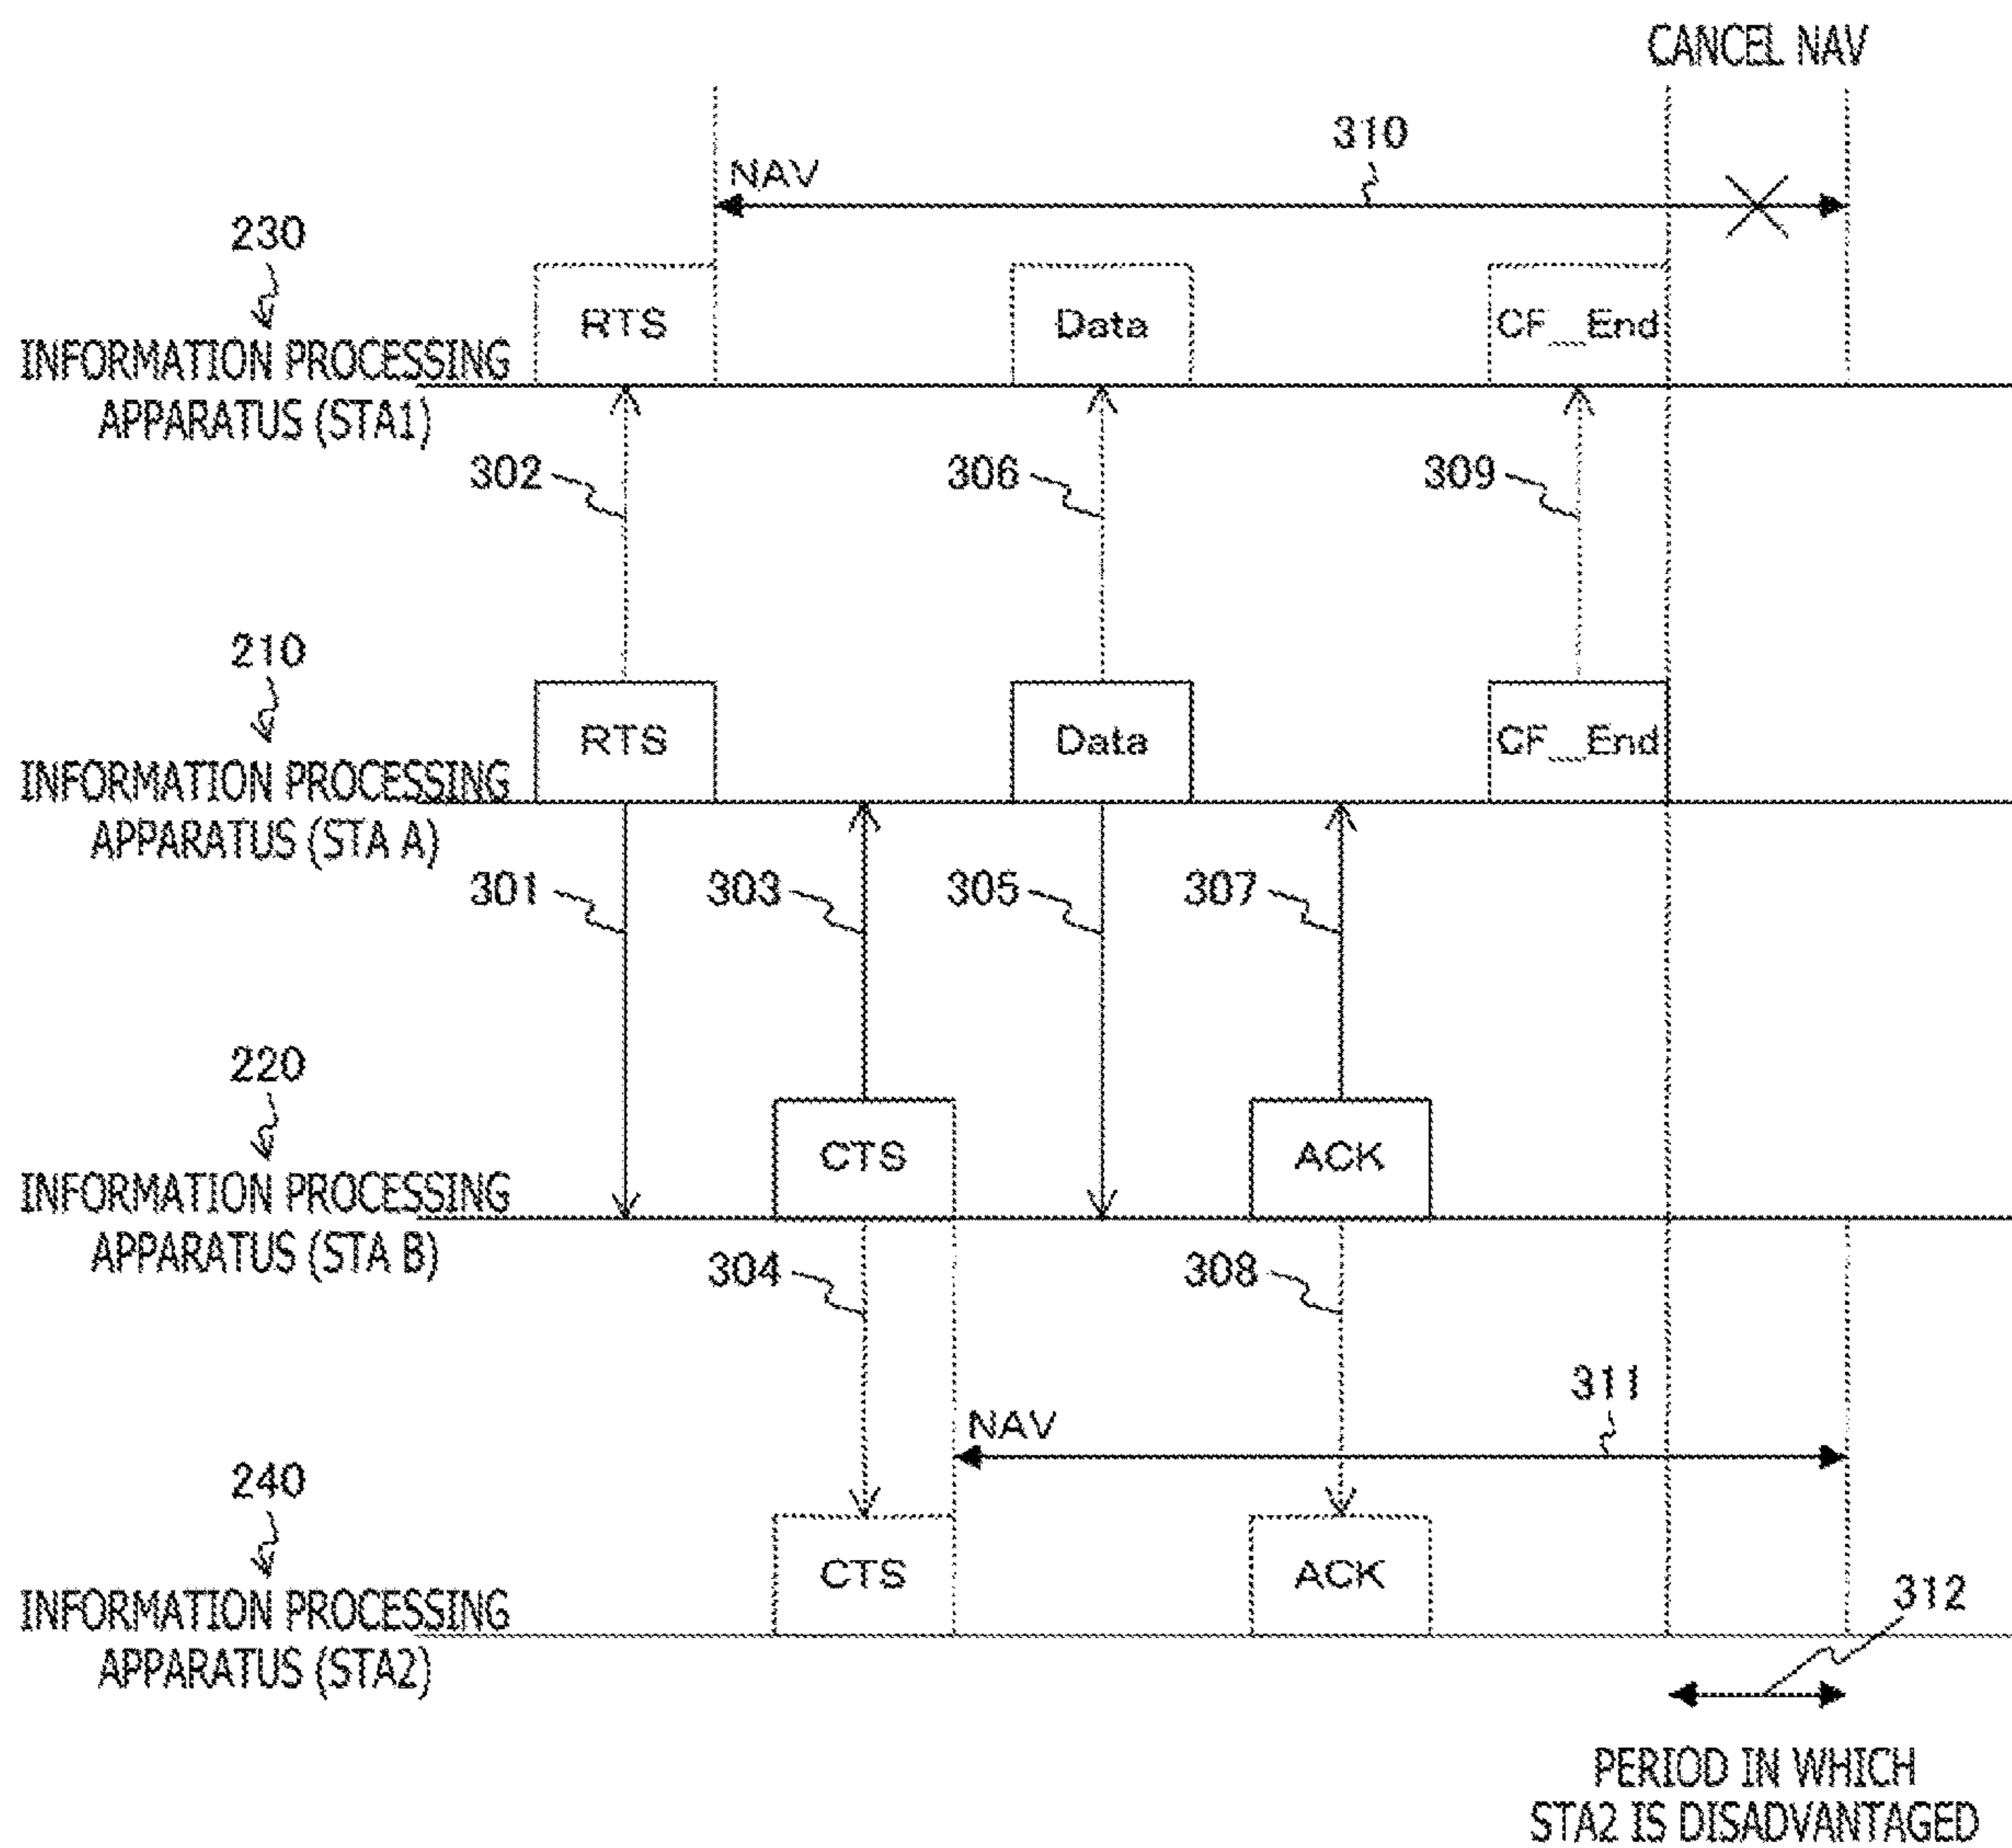 CANCEL NAV
310
NAV
230
RTS
Data
CF__End
INFORMATION PROCESSING
APPARATUS (STA1)
302
306
309
210
RTS
Data
CF__End
INFORMATION PROCESSING
APPARATUS (STA A)
301
303
305
307
220
CTS
ACK
INFORMATION PROCESSING
APPARATUS (STA B)
304
308
311
NAV
240
CTS
ACK
INFORMATION PROCESSING
APPARATUS (STA2)
312
PERIOD IN WHICH
STA2 IS DISADVANTAGED